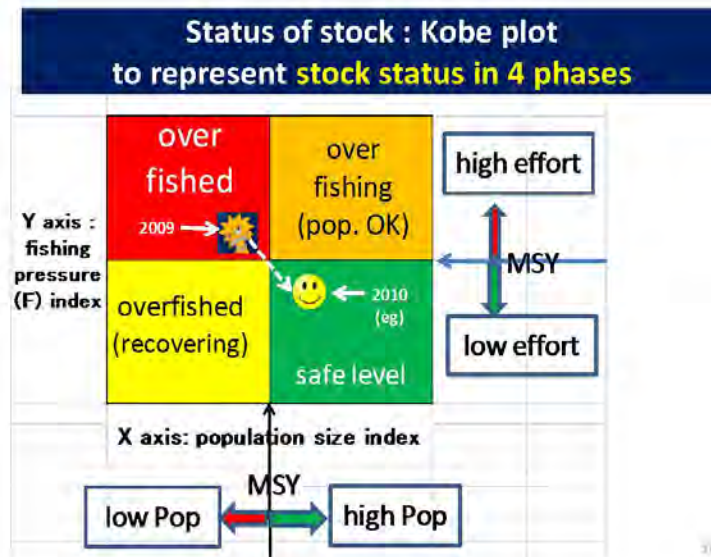 Status of stock : Kobe plot
to represent stock status in 4 phases
over
fished
over
fishing
(pop. OK)
high effort
Y axis :
fishing
pressure
(F) index
2009
MSY
overfished
(recovering)
2010
(eg)
safe level
low effort
X axis: population size index
MSY
low Pop
high Pop